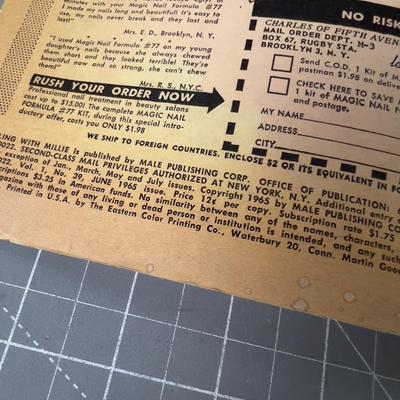 Minutes with your Magic Nail Formula #77
I made my nails long and beautiful? It's easy to
use, my nails never break and they last and
last".
Mrs. E.D., Brooklyn, N. Y.
"I used Magic Nail Formula #77 on my young
daughter's nails because she always chewed
them and they looked terrible! They're
beautiful now and so strong, she can't chew
Mrs. R.S., N.Y.C.
RUSH YOUR ORDER NOW
Professional nail treatment in beauty salons
cost up to $15.00! The complete MAGIC NAIL
FORMULA #77 KIT, during this special intro-
ductory offer, costs you ONLY $1.98
NO RISK
CHARLES OF FIFTH AVEN
MAIL ORDER DEPT M-3
BOX 67, RUGBY STA.
BROOKLYN 3, N. Y.
Send C.O.D. 1 Kit of M
postman $1.98 on deliver
CHECK HERE TO SAVE
1 kit of MAGIC NAIL F
and postage.
MY NAME
ADDRESS
CITY
WE SHIP TO FOREIGN COUNTRIES. ENCLOSE $2 OR ITS EQUIVALENT IN FO
LING WITH MILLIE is published by MALE PUBLISHING CORP. OFFICE OF PUBLICATION: 6
0022. SECOND-CLASS MAIL PRIVILEGES AUTHORIZED AT NEW YORK, N.Y. Additional entry
22. Published Jan., March, May and July issues. Copyright 1965 by MALE PUBLISHING CO
Vol. 1, No. 39, JUNE 1965 issue. Price 12¢ per copy. Subscription rate $1.75
$3.25 in American funds. No similarity between any of the names, characters,
agazine with those of any living or dead person or institution is intended, and any such
Printed in U.S.A. by The Eastern Color Printing Co., Waterbury 20, Conn. Martin Good